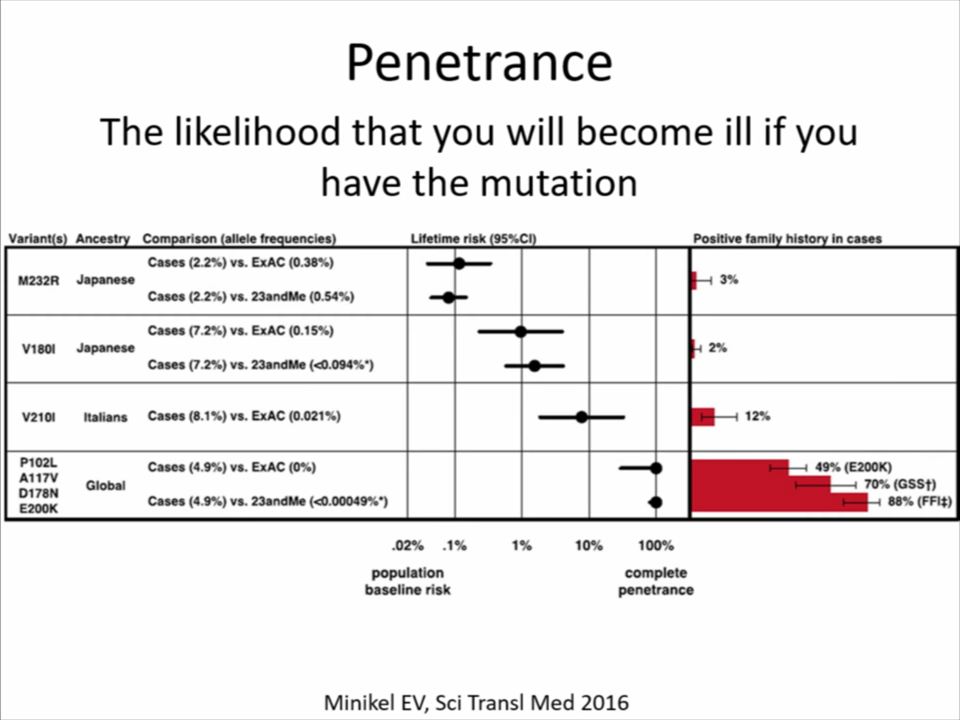 Penetrance
The likelihood that you will become ill if you
have the mutation
Variant(s) Ancestry Comparison (allele frequencies) Lifetime risk (95%CI) Positive family history in cases
M232R Japanese Cases (2.2%) vs. ExAC (0.38%)
Cases (2.2%) vs. 23andMe (0.54%)
3%
V180I Japanese Cases (7.2%) vs. ExAC (0.15%)
Cases (7.2%) vs. 23andMe (<0.094%*)
2%
V210I Italians Cases (8.1%) vs. ExAC (0.021%) 12%
P102L
A117V
D178N
E200K
Global
Cases (4.9%) vs. ExAC (0%)
Cases (4.9%) vs. 23andMe (<0.00049%*)
49% (E200K)
70% (GSS†)
88% (FFI‡)
.02% .1% 1% 10% 100%
population
baseline risk
complete
penetrance
Minikel EV, Sci Transl Med 2016